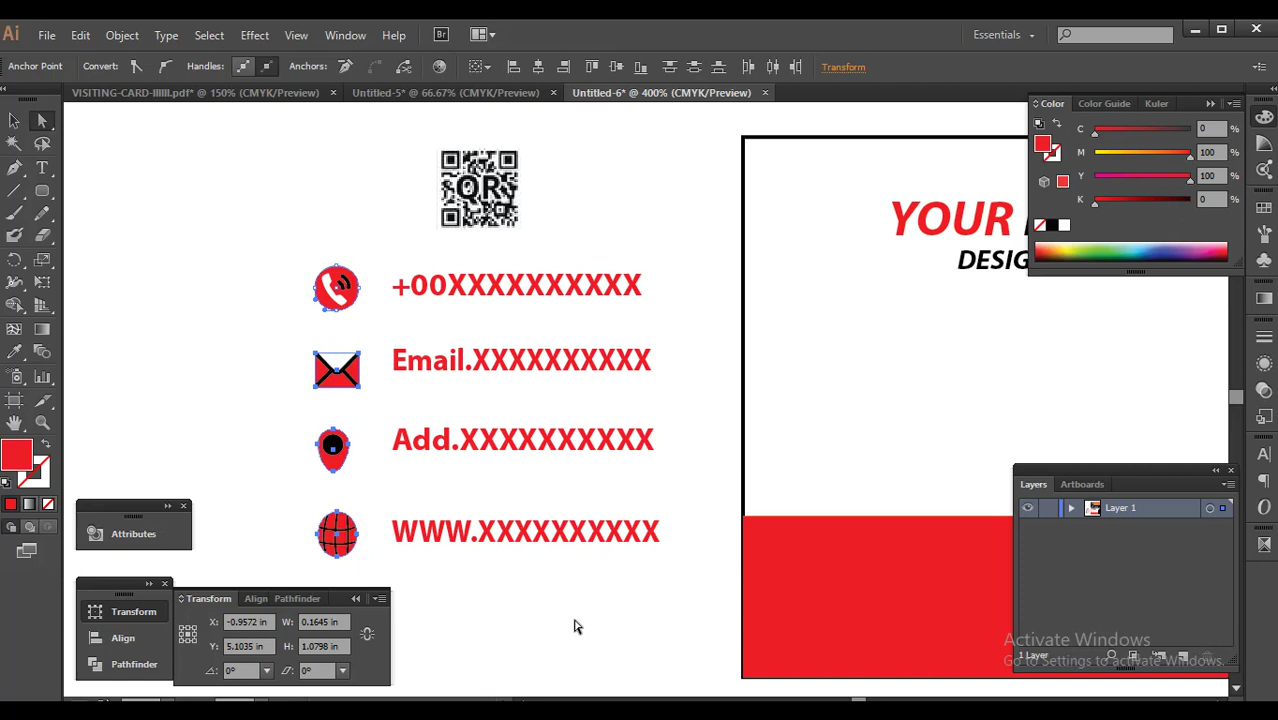 Ai File Edit Object Type Select Effect View Window Help Br Essentials
Anchor Point Convert: Handles: Anchors: Transform
VISITING-CARD-IIIIII.pdf* @ 150% (CMYK/Preview) Untitled-5* @ 66.67% (CMYK/Preview) Untitled-6* @ 400% (CMYK/Preview)
Color Color Guide Kuler
C 0 %
M 100 %
Y 100 %
K 0 %
QR
YOUR
DESIG
+00XXXXXXXXXX
Email.XXXXXXXXXX
Add.XXXXXXXXXX
WWW.XXXXXXXXXX
Layers Artboards
Layer 1
Attributes
Transform
Align
Pathfinder
Transform Align Pathfinder
X: -0.9572 in W: 0.1645 in
Y: 5.1035 in H: 1.0798 in
0° 0°
Activate Windows
Go to Settings to activate Windows.
1 Layer